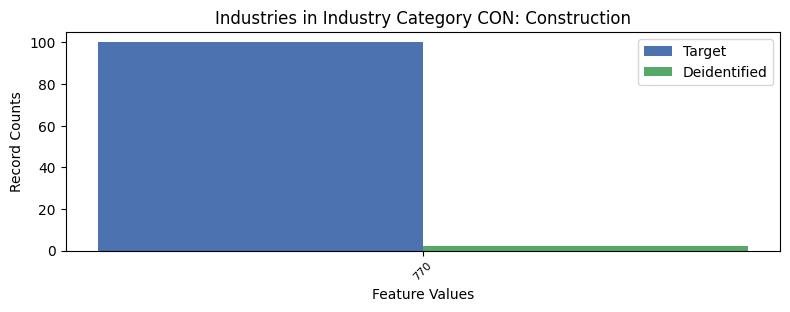 Industries in Industry Category CON: Construction
Target
Deidentified
Record Counts
100
80
60
40
20
0
770
Feature Values